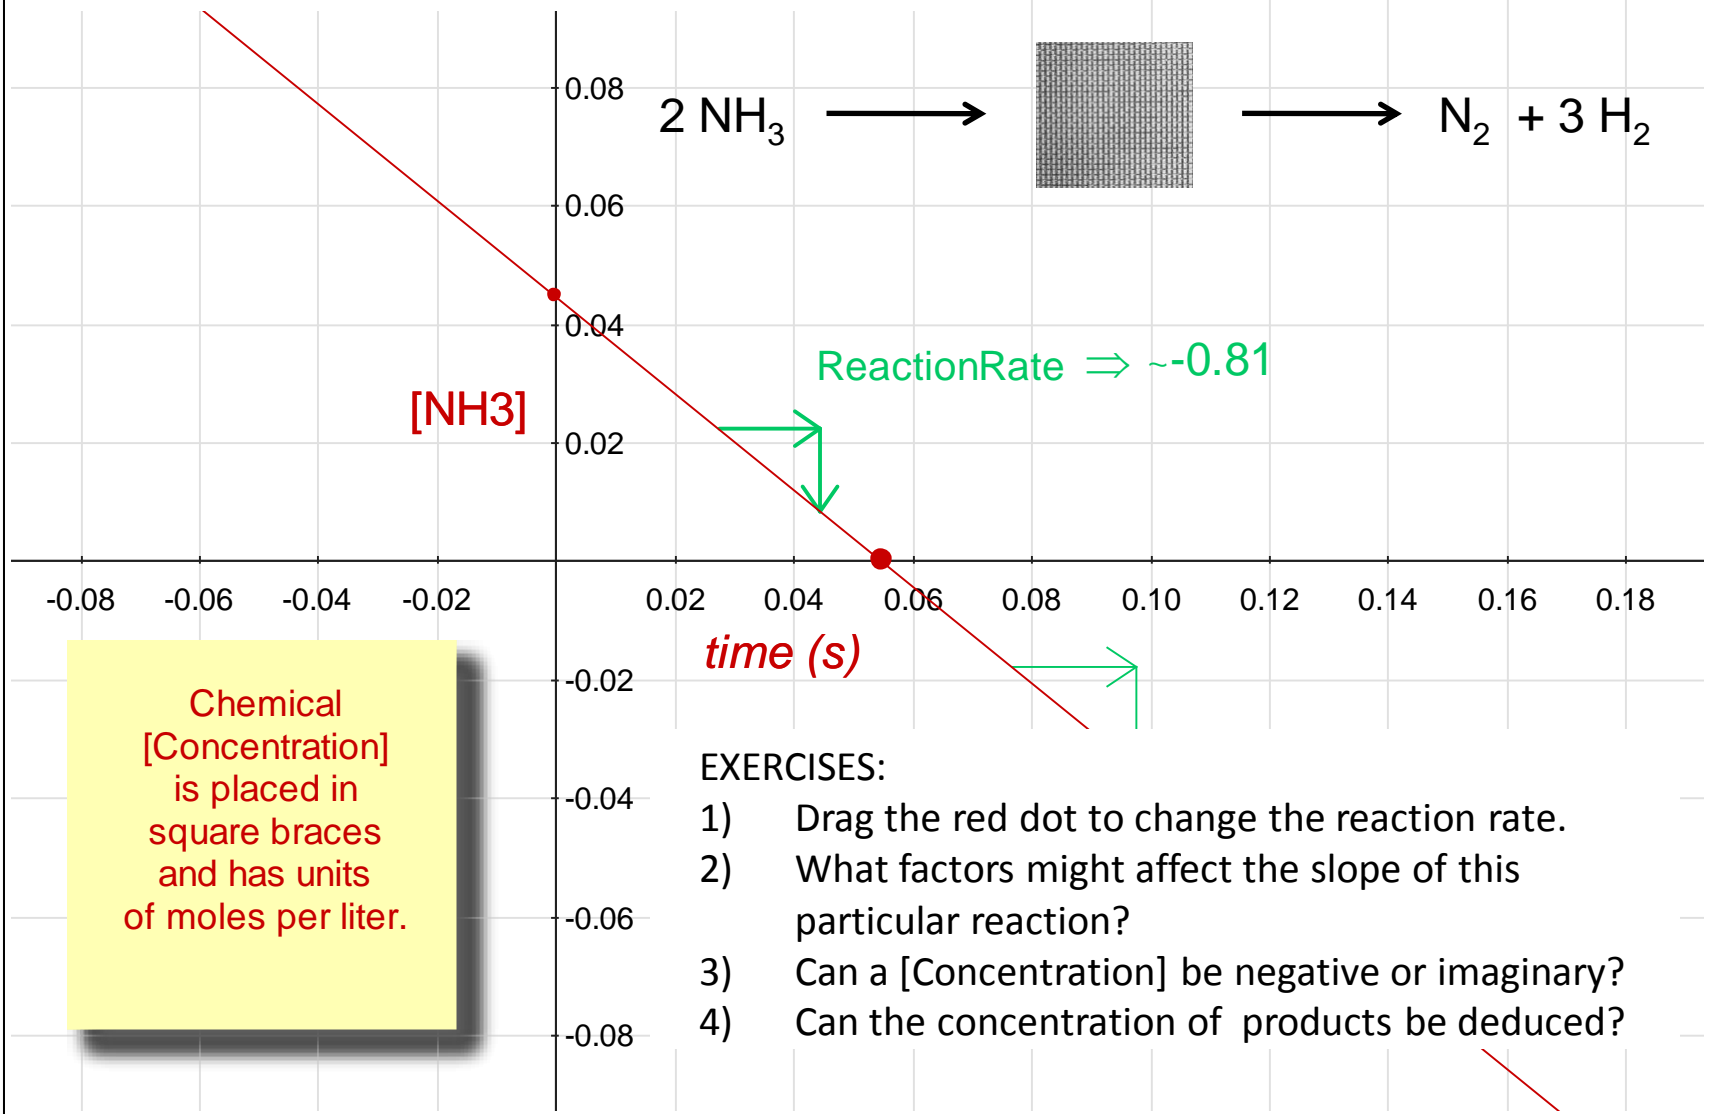 0.08
2 NH3 ⟶ ⟶ N2 + 3 H2
0.06
0.04
ReactionRate ⇒ ~-0.81
[NH3]
0.02
-0.08 -0.06 -0.04 -0.02 0.02 0.04 0.06 0.08 0.10 0.12 0.14 0.16 0.18
time (s)
-0.02
Chemical
[Concentration]
is placed in
square braces
and has units
of moles per liter.
-0.04
-0.06
-0.08
EXERCISES:
1) Drag the red dot to change the reaction rate.
2) What factors might affect the slope of this
particular reaction?
3) Can a [Concentration] be negative or imaginary?
4) Can the concentration of products be deduced?